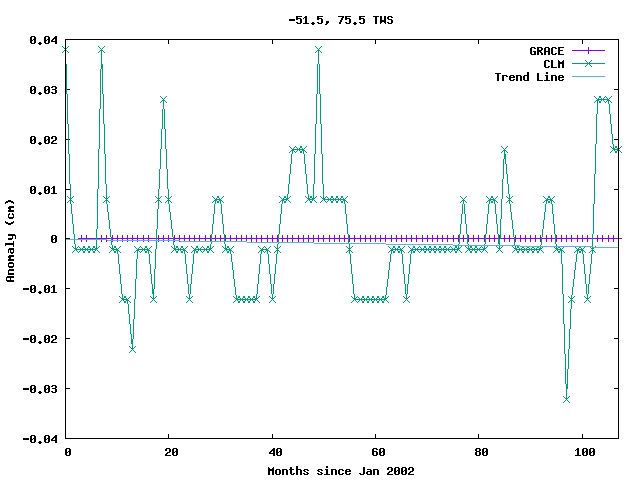 -51.5, 75.5 TWS
GRACE
CLM
Trend Line
0.04
0.03
0.02
0.01
0
-0.01
-0.02
-0.03
-0.04
Anomaly (cm)
0 20 40 60 80 100
Months since Jan 2002